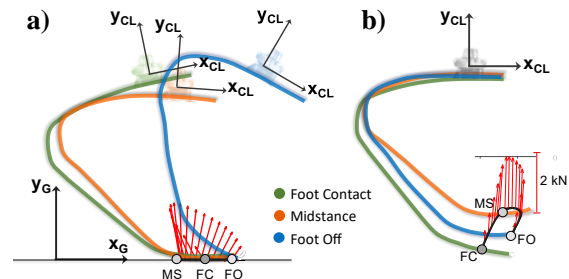 a)
y_CL
y_CL
y_CL
x_CL
x_CL
x_CL
y_G
x_G
Foot Contact
Midstance
Foot Off
MS
FC
FO
b)
y_CL
x_CL
2 kN
MS
FO
FC